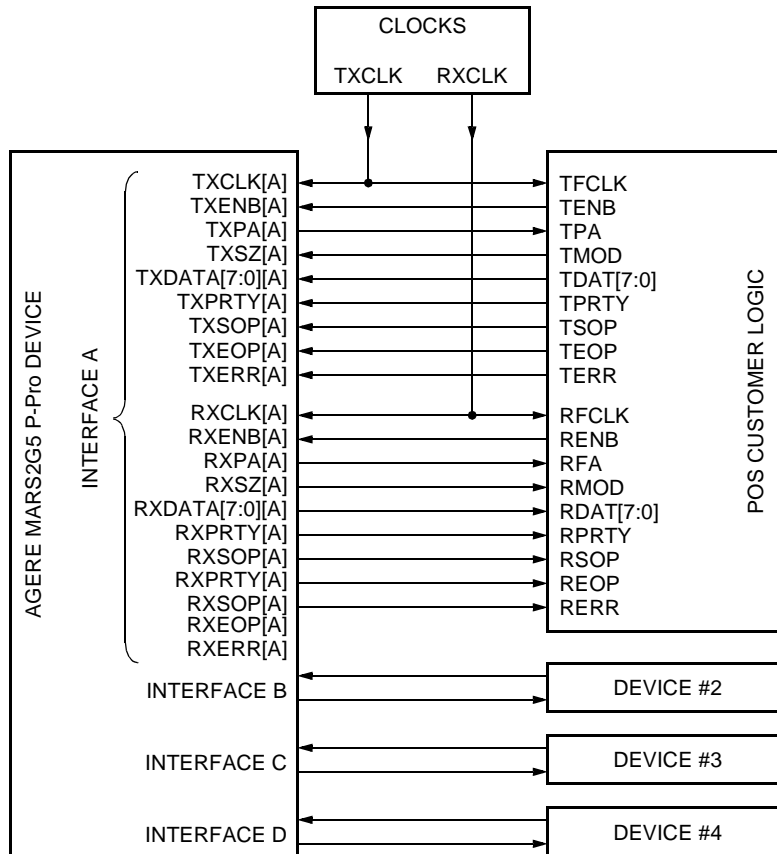 CLOCKS
TXCLK RXCLK
AGERE MARS2G5 P-Pro DEVICE
INTERFACE A
TXCLK[A]
TXENB[A]
TXPA[A]
TXSZ[A]
TXDATA[7:0][A]
TXPRTY[A]
TXSOP[A]
TXEOP[A]
TXERR[A]
RXCLK[A]
RXENB[A]
RXPA[A]
RXSZ[A]
RXDATA[7:0][A]
RXPRTY[A]
RXSOP[A]
RXPRTY[A]
RXSOP[A]
RXEOP[A]
RXERR[A]
INTERFACE B
INTERFACE C
INTERFACE D
TFCLK
TENB
TPA
TMOD
TDAT[7:0]
TPRTY
TSOP
TEOP
TERR
RFCLK
RENB
RFA
RMOD
RDAT[7:0]
RPRTY
RSOP
REOP
RERR
POS CUSTOMER LOGIC
DEVICE #2
DEVICE #3
DEVICE #4